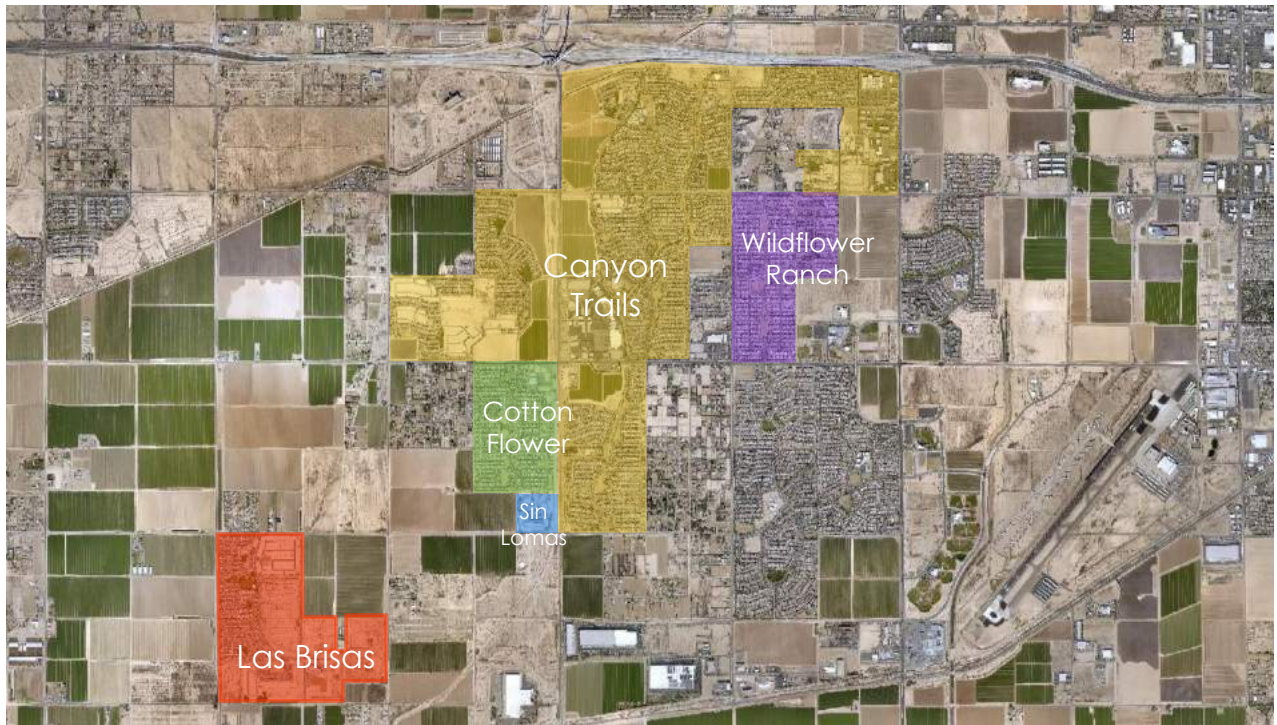 Wildflower
Ranch
Canyon
Trails
Cotton
Flower
Sin
Lomas
Las Brisas